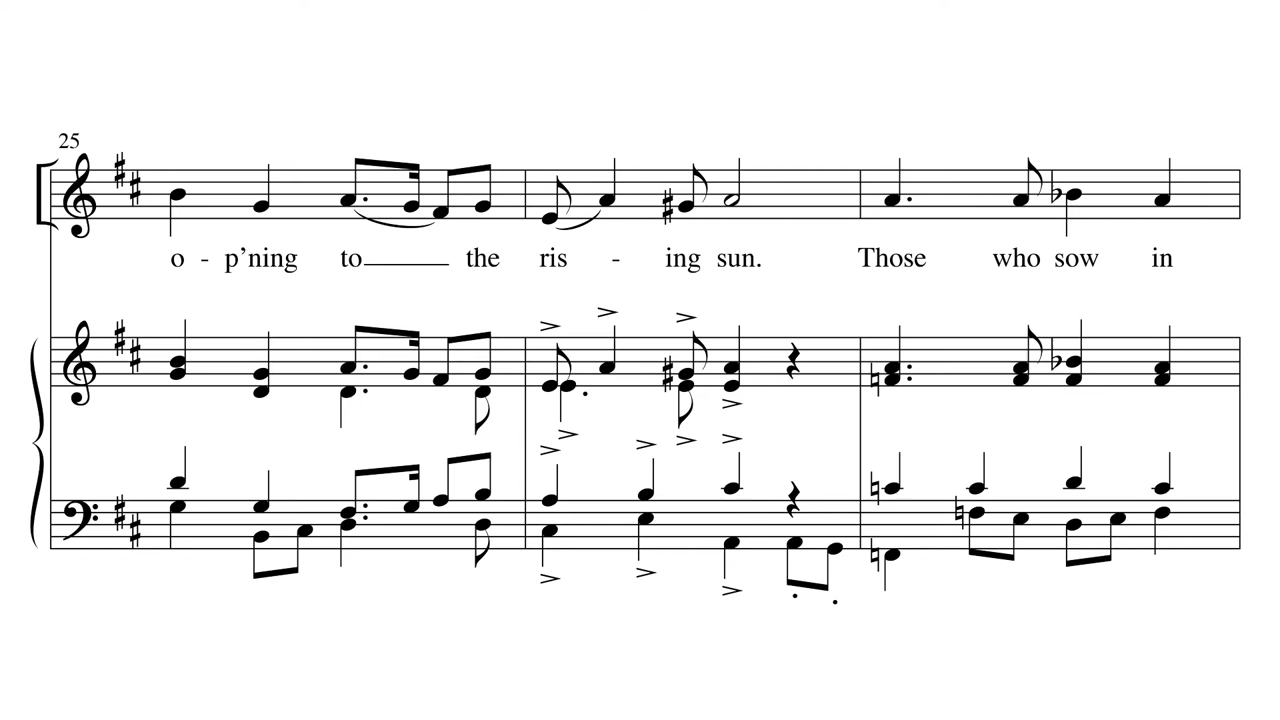 25
o - p’ning to the ris - ing sun. Those who sow in